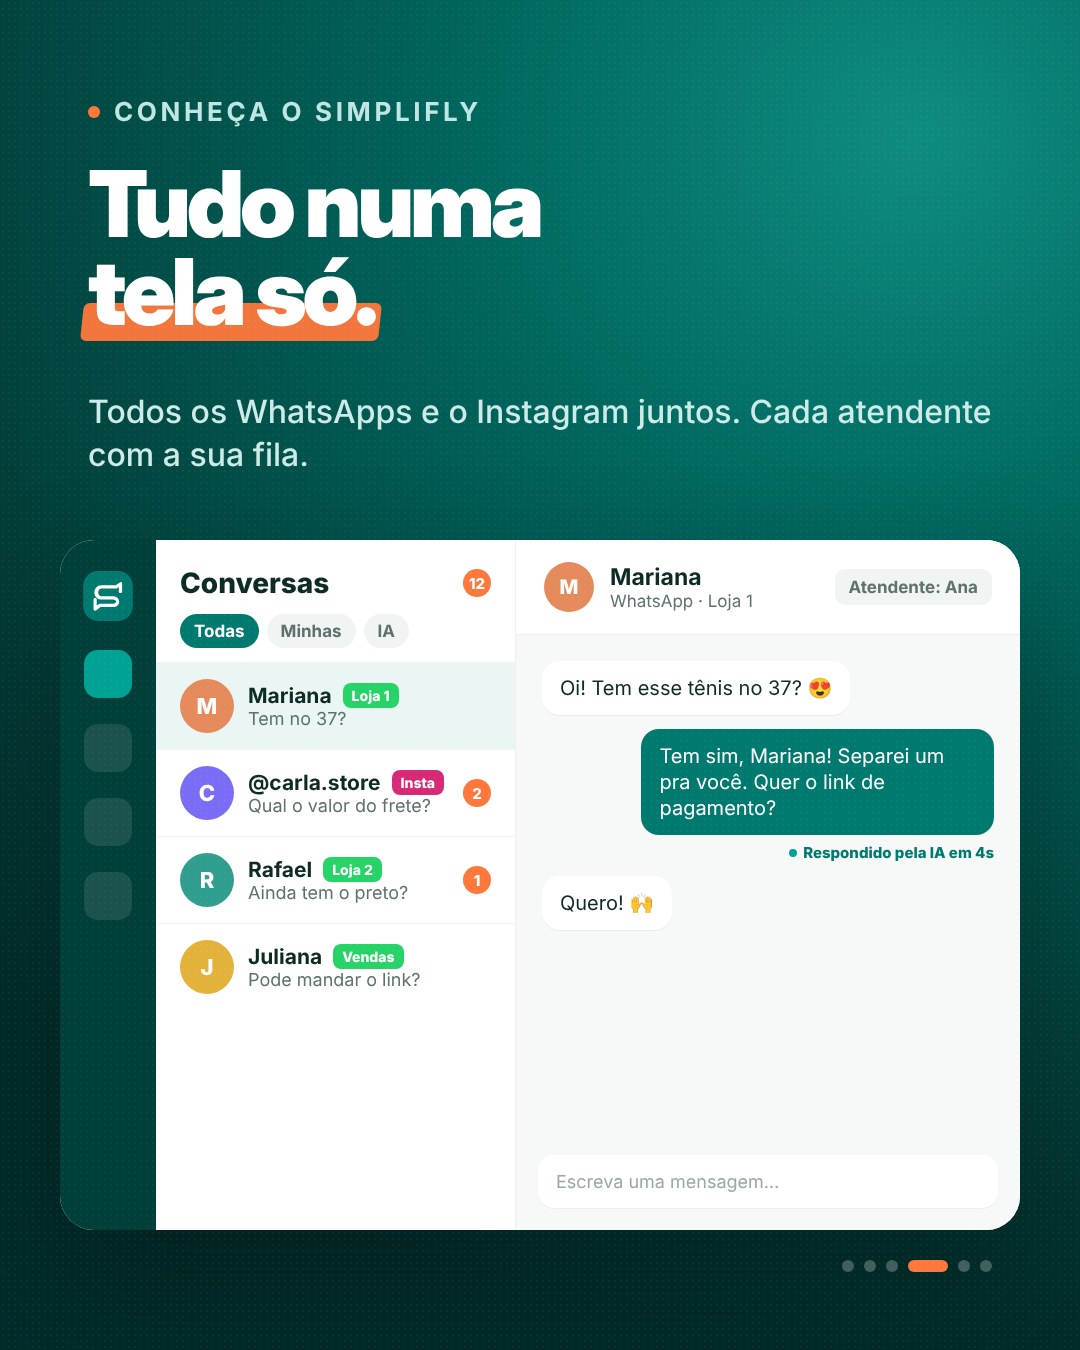 CONHEÇA O SIMPLIFLY
Tudo numa
tela só.
Todos os WhatsApps e o Instagram juntos. Cada atendente
com a sua fila.
Conversas
12
Todas
Minhas
IA
M
Mariana
Loja 1
Tem no 37?
C
@carla.store
Insta
Qual o valor do frete?
2
R
Rafael
Loja 2
Ainda tem o preto?
1
J
Juliana
Vendas
Pode mandar o link?
M
Mariana
WhatsApp · Loja 1
Atendente: Ana
Oi! Tem esse tênis no 37? 😍
Tem sim, Mariana! Separei um
pra você. Quer o link de
pagamento?
Respondido pela IA em 4s
Quero! 🙌
Escreva uma mensagem...